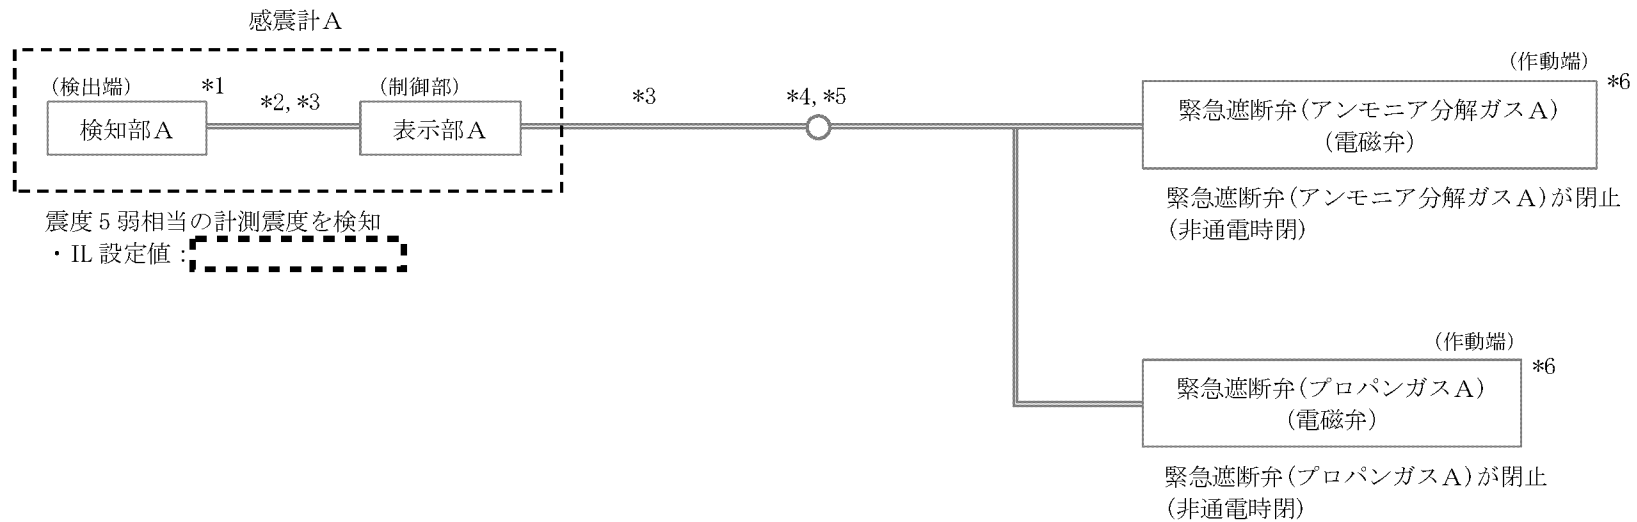 感震計A
(検出端)
*1
検知部A
*2,*3
(制御部)
表示部A
*3
*4,*5
(作動端)
*6
緊急遮断弁(アンモニア分解ガスA)
(電磁弁)
緊急遮断弁(アンモニア分解ガスA)が閉止
(非通電時閉)
震度5弱相当の計測震度を検知
・IL設定値:
(作動端)
*6
緊急遮断弁(プロパンガスA)
(電磁弁)
緊急遮断弁(プロパンガスA)が閉止
(非通電時閉)